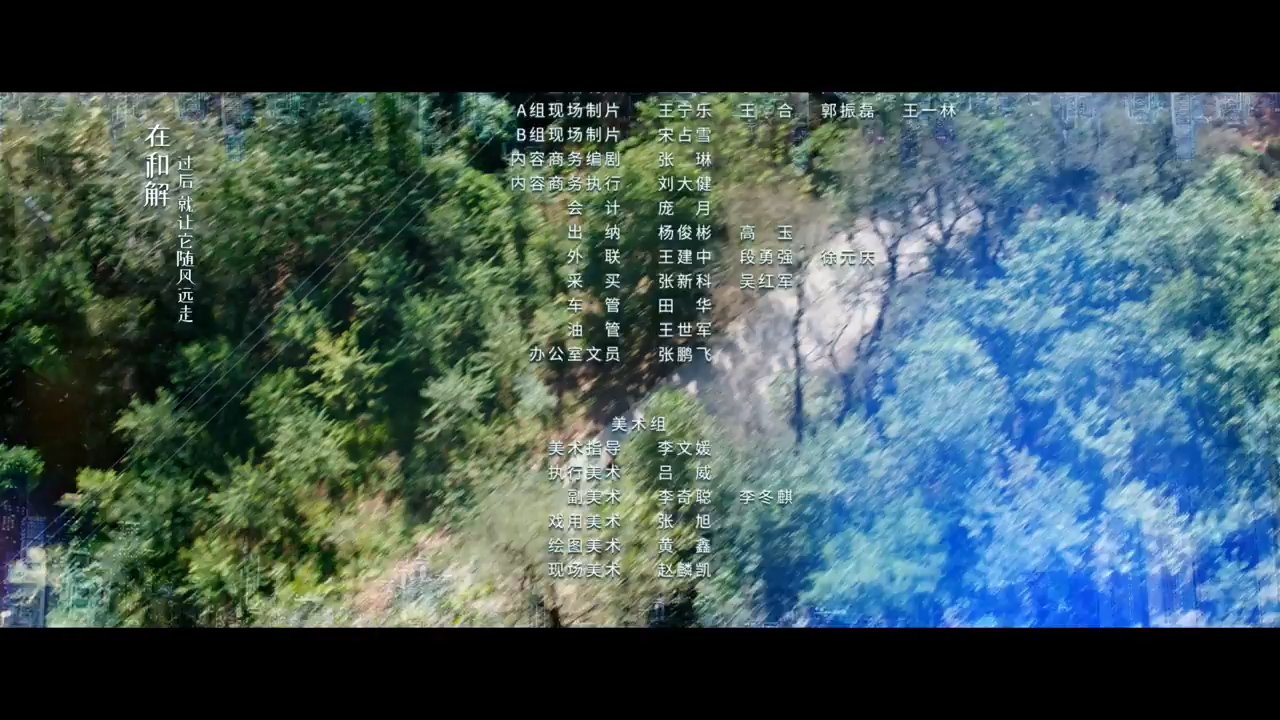 在和解
过后 就让它随风远走
A组现场制片 王宁乐 王合 郭振磊 王一林
B组现场制片 宋占雪
内容商务编剧 张琳
内容商务执行 刘大健
会计 庞月
出纳 杨俊彬 高玉
外联 王建中 段勇强 徐元庆
采买 张新科 吴红军
车管 田华
油管 王世军
办公室文员 张鹏飞
美术组
美术指导 李文媛
执行美术 吕威
副美术 李奇聪 李冬麒
戏用美术 张旭
绘图美术 黄鑫
现场美术 赵麟凯